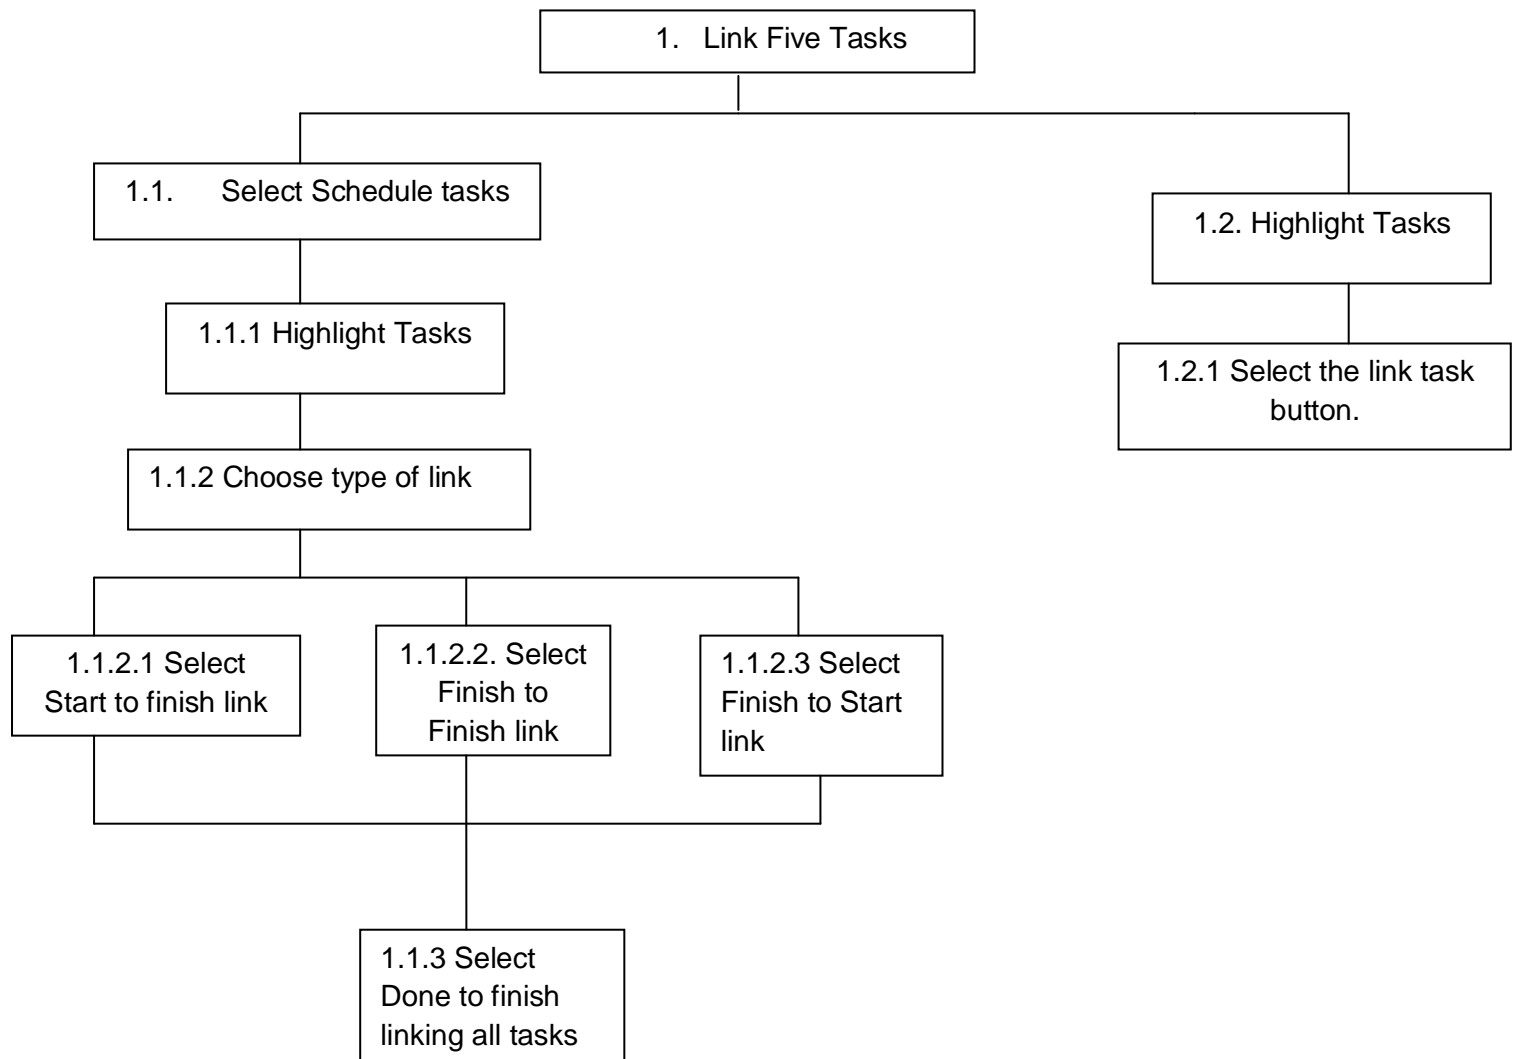 1. Link Five Tasks
1.1. Select Schedule tasks
1.2. Highlight Tasks
1.1.1 Highlight Tasks
1.2.1 Select the link task
button.
1.1.2 Choose type of link
1.1.2.1 Select
Start to finish link
1.1.2.2. Select
Finish to
Finish link
1.1.2.3 Select
Finish to Start
link
1.1.3 Select
Done to finish
linking all tasks